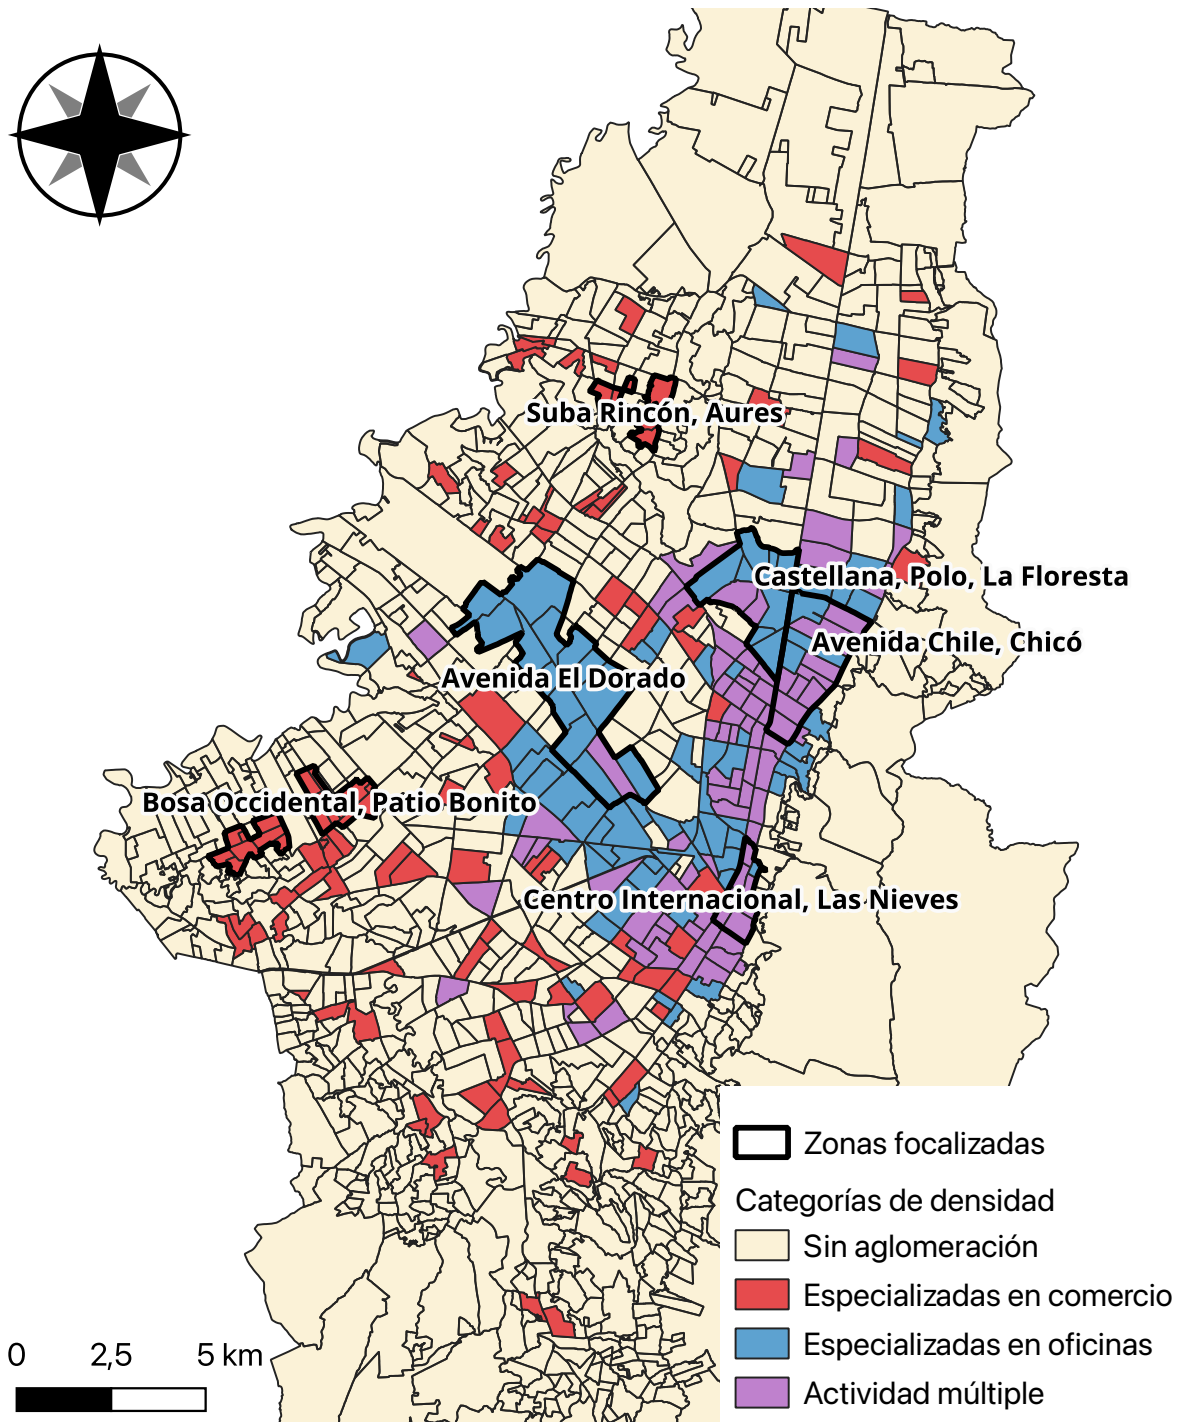 Suba Rincón, Aures
Castellana, Polo, La Floresta
Avenida Chile, Chicó
Avenida El Dorado
Bosa Occidental, Patio Bonito
Centro Internacional, Las Nieves
Zonas focalizadas
Categorías de densidad
Sin aglomeración
Especializadas en comercio
Especializadas en oficinas
Actividad múltiple
0 2,5 5 km